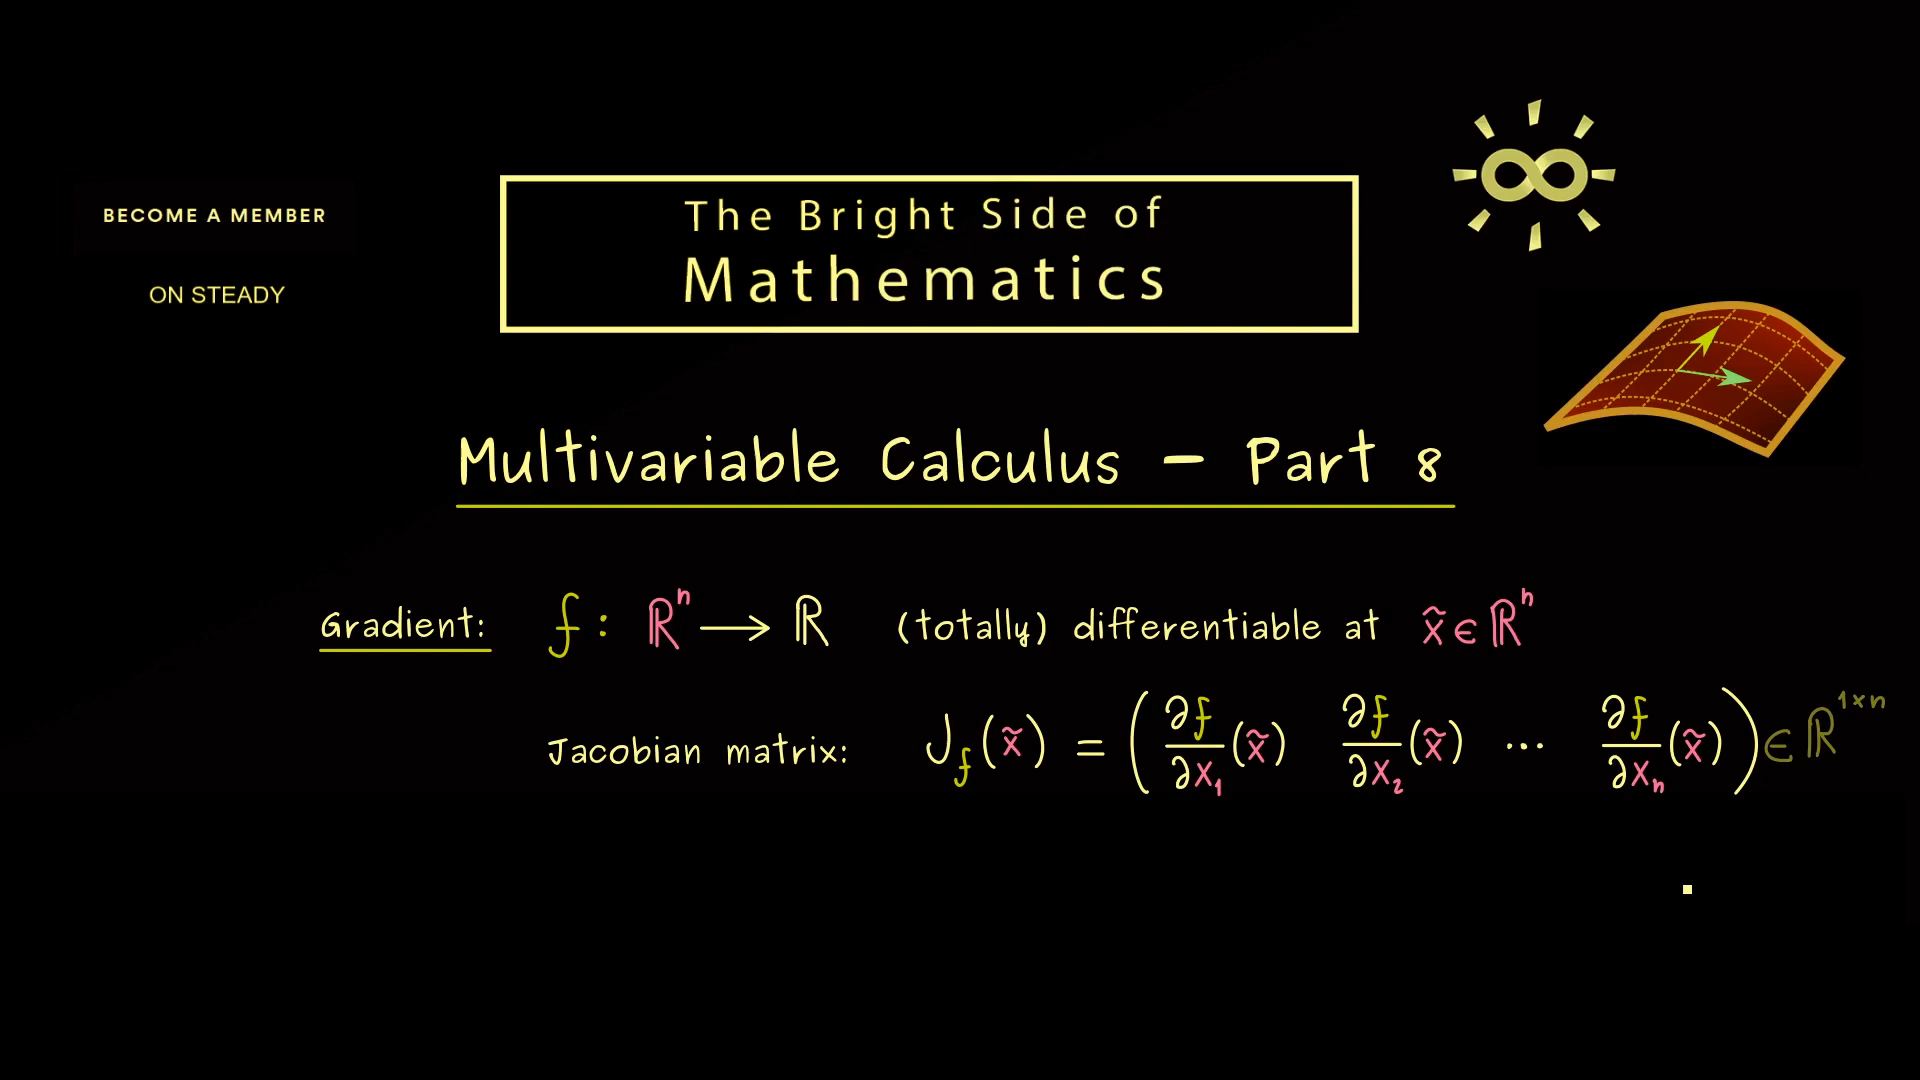 BECOME A MEMBER
ON STEADY
The Bright Side of
Mathematics
Multivariable Calculus – Part 8
Gradient: f: ℝⁿ ⟶ ℝ (totally) differentiable at x̃ ∈ ℝⁿ
Jacobian matrix: J_f(x̃) = ( ∂f/∂x₁(x̃) ∂f/∂x₂(x̃) ⋯ ∂f/∂xₙ(x̃) ) ∈ ℝ^{1×n}